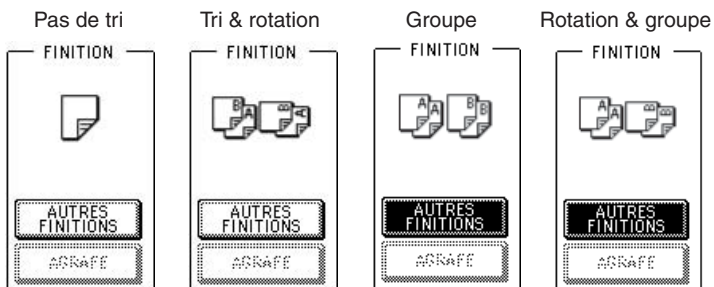 Pas de tri
Tri & rotation
Groupe
Rotation & groupe
FINITION
FINITION
FINITION
FINITION
B A B A
A A B B
A A B B
AUTRES
FINITIONS
AUTRES
FINITIONS
AUTRES
FINITIONS
AUTRES
FINITIONS
AGRAFE
AGRAFE
AGRAFE
AGRAFE